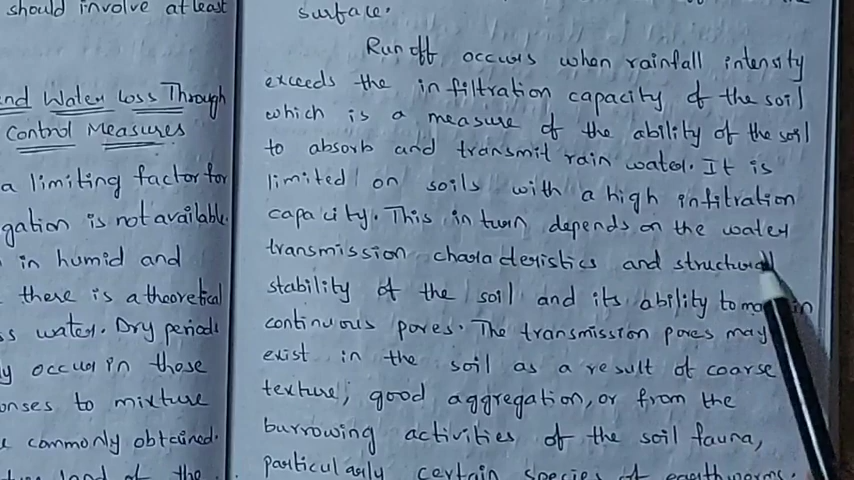 should involve at least
Water Loss Through
Control Measures
a limiting factor for
gation is not available.
in humid and
there is a theoretical
water. Dry periods
occur in those
onses to mixture
commonly obtained.
land of the
surface.
Runoff occurs when rainfall intensity
exceeds the infiltration capacity of the soil
which is a measure of the ability of the soil
to absorb and transmit rain water. It is
limited on soils with a high infitration
capacity. This in turn depends on the water
transmission characteristics and structural
stability of the soil and its ability to
continuous pores. The transmission pores may
exist in the soil as a result of coarse
texture, good aggregation, or from the
burrowing activities of the soil fauna,
particularly certain species of earthworms.